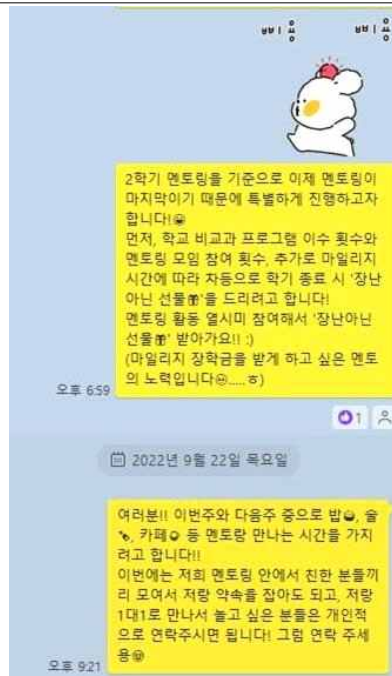 삐용 삐용
2학기 멘토링을 기준으로 이제 멘토링이
마지막이기 때문에 특별하게 진행하고자
합니다!😀
먼저, 학교 비교과 프로그램 이수 횟수와
멘토링 모임 참여 횟수, 추가로 마일리지
시간에 따라 차등으로 학기 종료 시 '장난
아닌 선물🎁'을 드리려고 합니다!
멘토링 활동 열시미 참여해서 '장난아닌
선물🎁' 받아가요!! :)
(마일리지 장학금을 받게 하고 싶은 멘토
의 노력입니다.....ㅎ)
오후 6:59
1
2022년 9월 22일 목요일
여러분!! 이번주와 다음주 중으로 밥, 술
, 카페 등 멘토랑 만나는 시간을 가지
려고 합니다!!
이번에는 저희 멘토링 안에서 친한 분들끼
리 모여서 저랑 약속을 잡아도 되고, 저랑
1대1로 만나서 놀고 싶은 분들은 개인적
으로 연락주시면 됩니다! 그럼 연락 주세
용
오후 9:21